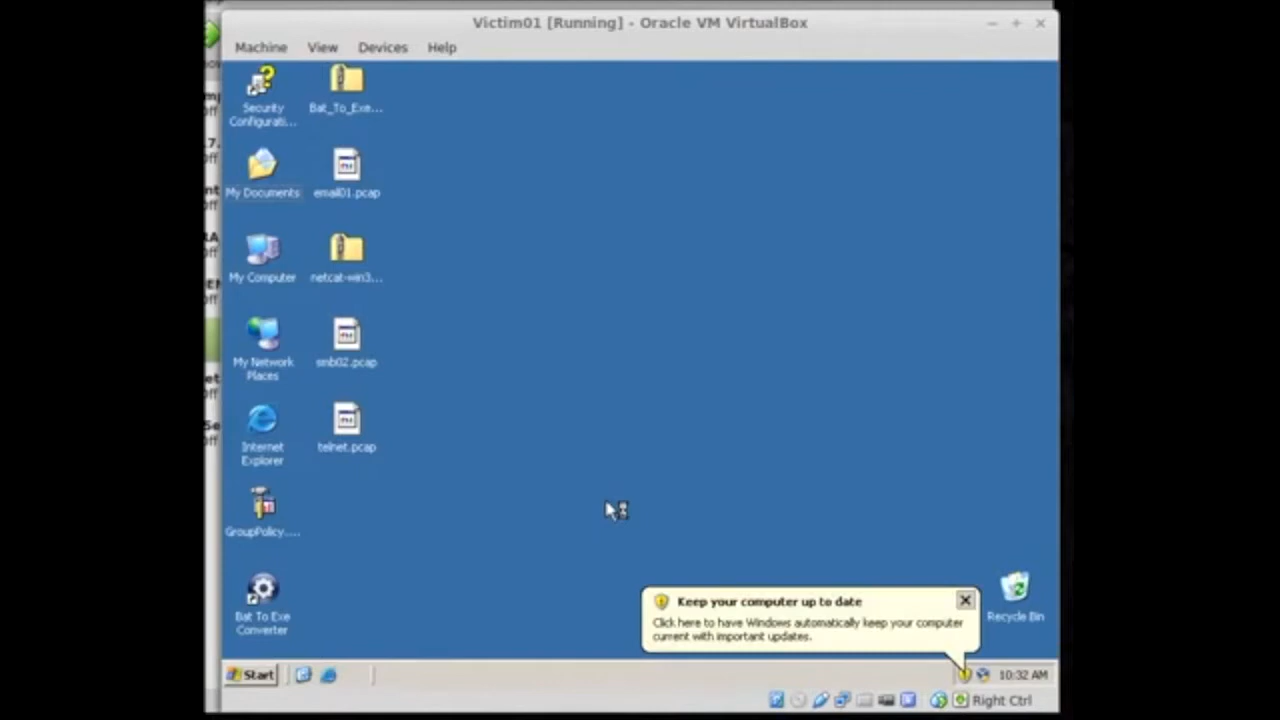 Victim01 [Running] - Oracle VM VirtualBox
Machine View Devices Help
Security
Configurati...
Bat_To_Exe...
My Documents
email01.pcap
My Computer
netcat-win3...
My Network
Places
smb02.pcap
Internet
Explorer
telnet.pcap
GroupPolicy....
Bat To Exe
Converter
Keep your computer up to date
Click here to have Windows automatically keep your computer
current with important updates.
Recycle Bin
Start
10:32 AM
Right Ctrl